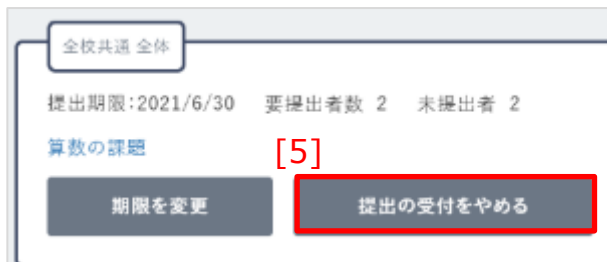 全校共通 全体
提出期限:2021/6/30 要提出者数 2 未提出者 2
算数の課題
[5]
期限を変更 提出の受付をやめる